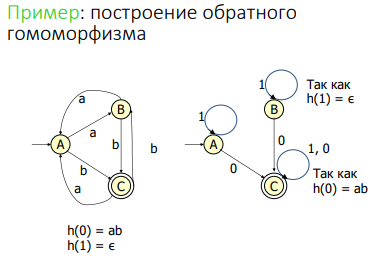 Пример: построение обратного
гомоморфизма
a
B
a
A
b
b
b
a
C
h(0) = ab
h(1) = ϵ
1
Так как
h(1) = ϵ
B
1
A
0
0
1, 0
C
Так как
h(0) = ab